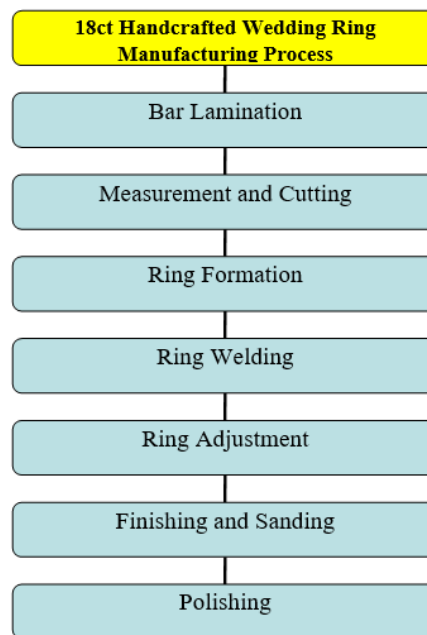 18ct Handcrafted Wedding Ring
Manufacturing Process
Bar Lamination
Measurement and Cutting
Ring Formation
Ring Welding
Ring Adjustment
Finishing and Sanding
Polishing